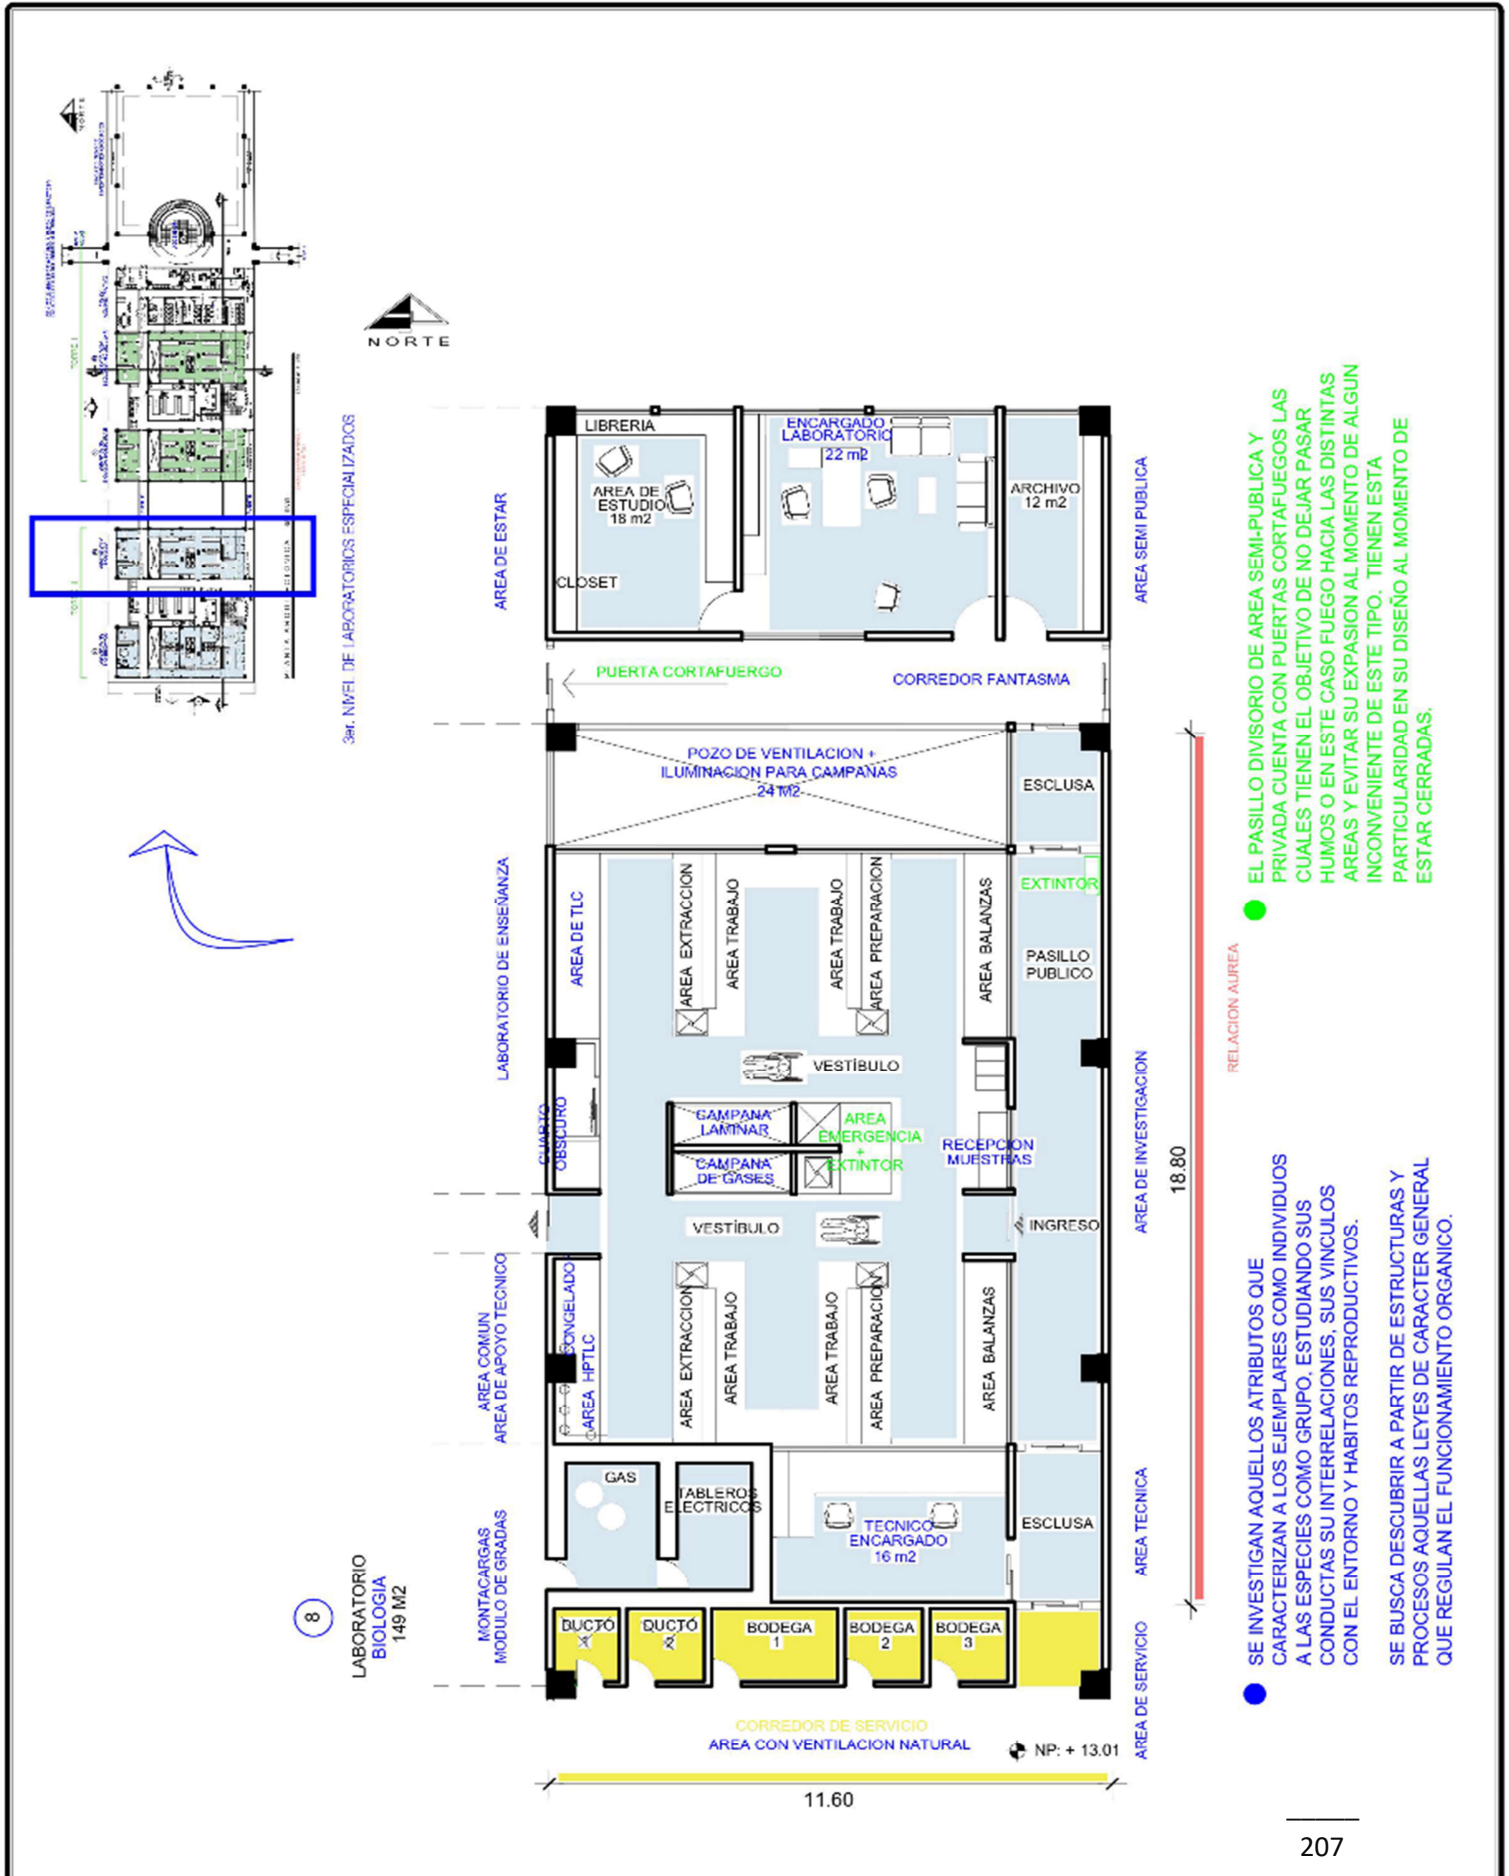 NORTE
NORTE
3er. NIVEL DE LABORATORIOS ESPECIALIZADOS
AREA DE ESTAR
LIBRERIA
AREA DE
ESTUDIO
18 m2
CLOSET
ENCARGADO
LABORATORIO
22 m2
ARCHIVO
12 m2
AREA SEMI PUBLICA
PUERTA CORTAFUERGO
CORREDOR FANTASMA
POZO DE VENTILACION +
ILUMINACION PARA CAMPANAS
24 M2
ESCLUSA
EXTINTOR
PASILLO
PUBLICO
LABORATORIO DE ENSEÑANZA
AREA DE TLC
AREA EXTRACCION
AREA TRABAJO
AREA TRABAJO
AREA PREPARACION
AREA BALANZAS
VESTÍBULO
CUARTO
OBSCURO
CAMPANA
LAMINAR
CAMPANA
DE GASES
AREA
EMERGENCIA
+
EXTINTOR
RECEPCION
MUESTRAS
AREA DE INVESTIGACION
VESTÍBULO
INGRESO
AREA COMUN
AREA DE APOYO TECNICO
CONGELADO
AREA HPTLC
AREA EXTRACCION
AREA TRABAJO
AREA TRABAJO
AREA PREPARACION
AREA BALANZAS
MONTACARGAS
MODULO DE GRADAS
GAS
TABLEROS
ELECTRICOS
TECNICO
ENCARGADO
16 m2
ESCLUSA
AREA TECNICA
DUCTO
1
DUCTO
2
BODEGA
1
BODEGA
2
BODEGA
3
AREA DE SERVICIO
CORREDOR DE SERVICIO
AREA CON VENTILACION NATURAL
NP: + 13.01
11.60
18.80
RELACION AUREA
8
LABORATORIO
BIOLOGIA
149 M2
EL PASILLO DIVISORIO DE AREA SEMI-PUBLICA Y
PRIVADA CUENTA CON PUERTAS CORTAFUEGOS LAS
CUALES TIENEN EL OBJETIVO DE NO DEJAR PASAR
HUMOS O EN ESTE CASO FUEGO HACIA LAS DISTINTAS
AREAS Y EVITAR SU EXPASION AL MOMENTO DE ALGUN
INCONVENIENTE DE ESTE TIPO. TIENEN ESTA
PARTICULARIDAD EN SU DISEÑO AL MOMENTO DE
ESTAR CERRADAS.
SE INVESTIGAN AQUELLOS ATRIBUTOS QUE
CARACTERIZAN A LOS EJEMPLARES COMO INDIVIDUOS
A LAS ESPECIES COMO GRUPO, ESTUDIANDO SUS
CONDUCTAS SU INTERRELACIONES, SUS VINCULOS
CON EL ENTORNO Y HABITOS REPRODUCTIVOS.
SE BUSCA DESCUBRIR A PARTIR DE ESTRUCTURAS Y
PROCESOS AQUELLAS LEYES DE CARACTER GENERAL
QUE REGULAN EL FUNCIONAMIENTO ORGANICO.
207